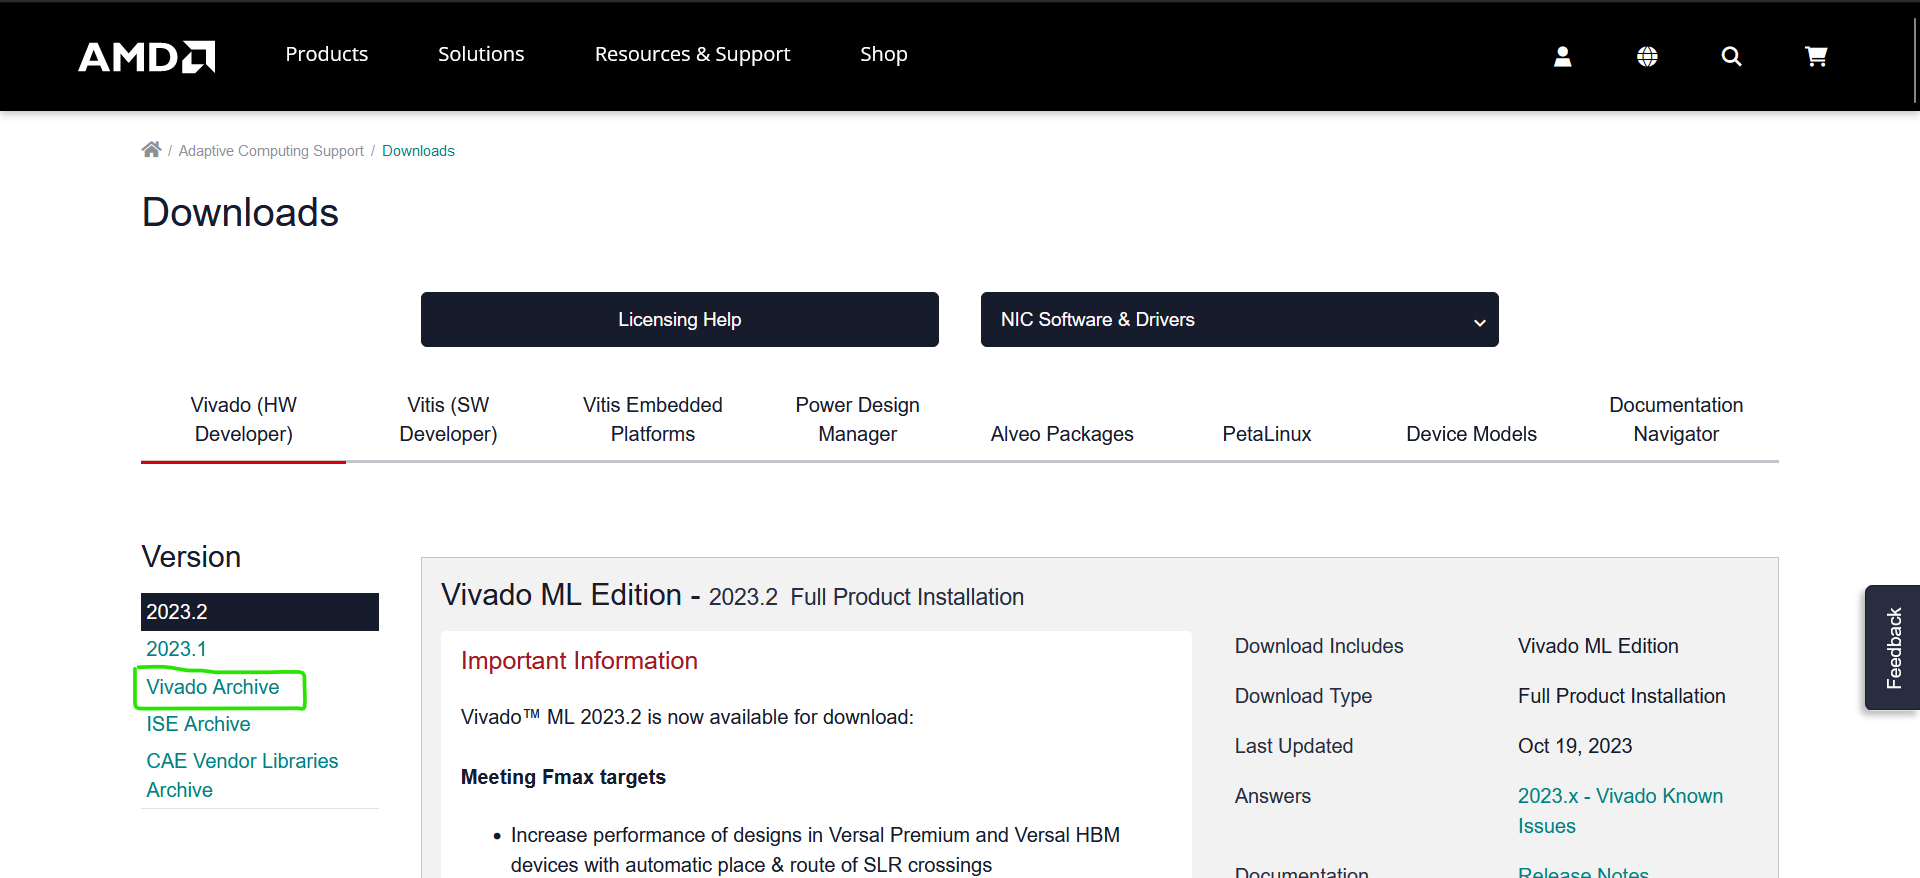 AMD
Products
Solutions
Resources & Support
Shop
/ Adaptive Computing Support / Downloads
Downloads
Licensing Help
NIC Software & Drivers
Vivado (HW
Developer)
Vitis (SW
Developer)
Vitis Embedded
Platforms
Power Design
Manager
Alveo Packages
PetaLinux
Device Models
Documentation
Navigator
Version
2023.2
2023.1
Vivado Archive
ISE Archive
CAE Vendor Libraries
Archive
Vivado ML Edition - 2023.2 Full Product Installation
Important Information
Vivado™ ML 2023.2 is now available for download:
Meeting Fmax targets
• Increase performance of designs in Versal Premium and Versal HBM
devices with automatic place & route of SLR crossings
Download Includes
Vivado ML Edition
Download Type
Full Product Installation
Last Updated
Oct 19, 2023
Answers
2023.x - Vivado Known
Issues
Documentation
Release Notes
Feedback